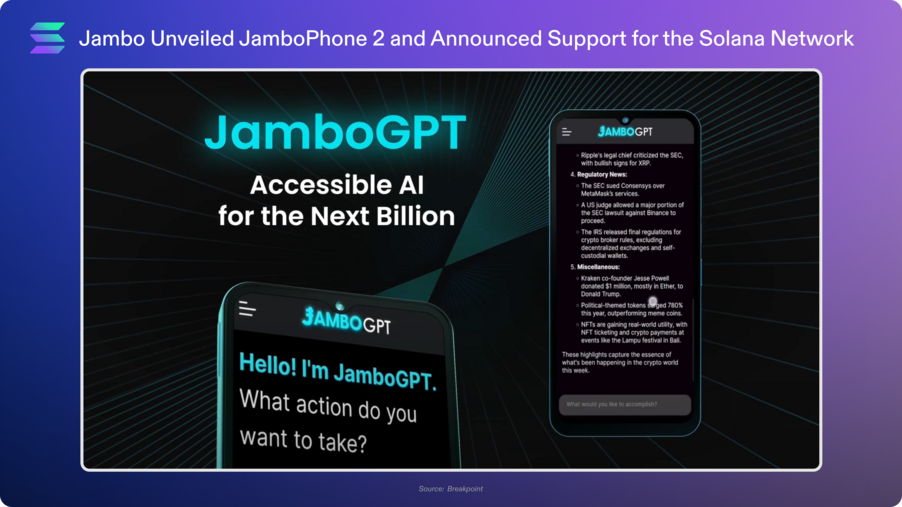 Jambo Unveiled JamboPhone 2 and Announced Support for the Solana Network
JamboGPT
Accessible AI
for the Next Billion
JAMBOGPT
Hello! I'm JamboGPT.
What action do you
want to take?
JAMBOGPT
Ripple's legal chief criticized the SEC,
with bullish signs for XRP.
4. Regulatory News:
The SEC sued Consensys over
MetaMask's services.
A US judge allowed a major portion of
the SEC lawsuit against Binance to
proceed.
The IRS released final regulations for
crypto broker rules, excluding
decentralized exchanges and self-
custodial wallets.
5. Miscellaneous:
Kraken co-founder Jesse Powell
donated $1 million, mostly in Ether, to
Donald Trump.
Political-themed tokens surged 780%
this year, outperforming meme coins.
NFTs are gaining real-world utility, with
NFT ticketing and crypto payments at
events like the Lampu festival in Bali.
These highlights capture the essence of
what's been happening in the crypto world
this week.
What would you like to accomplish?
Source: Breakpoint